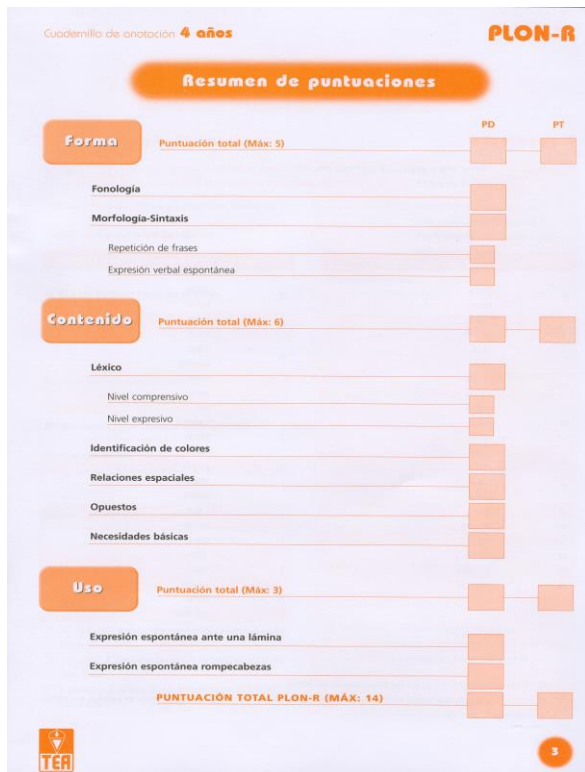 Cuadernillo de anotación 4 años
PLON-R
Resumen de puntuaciones
PD PT
Forma Puntuación total (Máx: 5)
Fonología
Morfología-Sintaxis
Repetición de frases
Expresión verbal espontánea
Contenido Puntuación total (Máx: 6)
Léxico
Nivel comprensivo
Nivel expresivo
Identificación de colores
Relaciones espaciales
Opuestos
Necesidades básicas
Uso Puntuación total (Máx: 3)
Expresión espontánea ante una lámina
Expresión espontánea rompecabezas
PUNTUACIÓN TOTAL PLON-R (MÁX: 14)
TEA
3